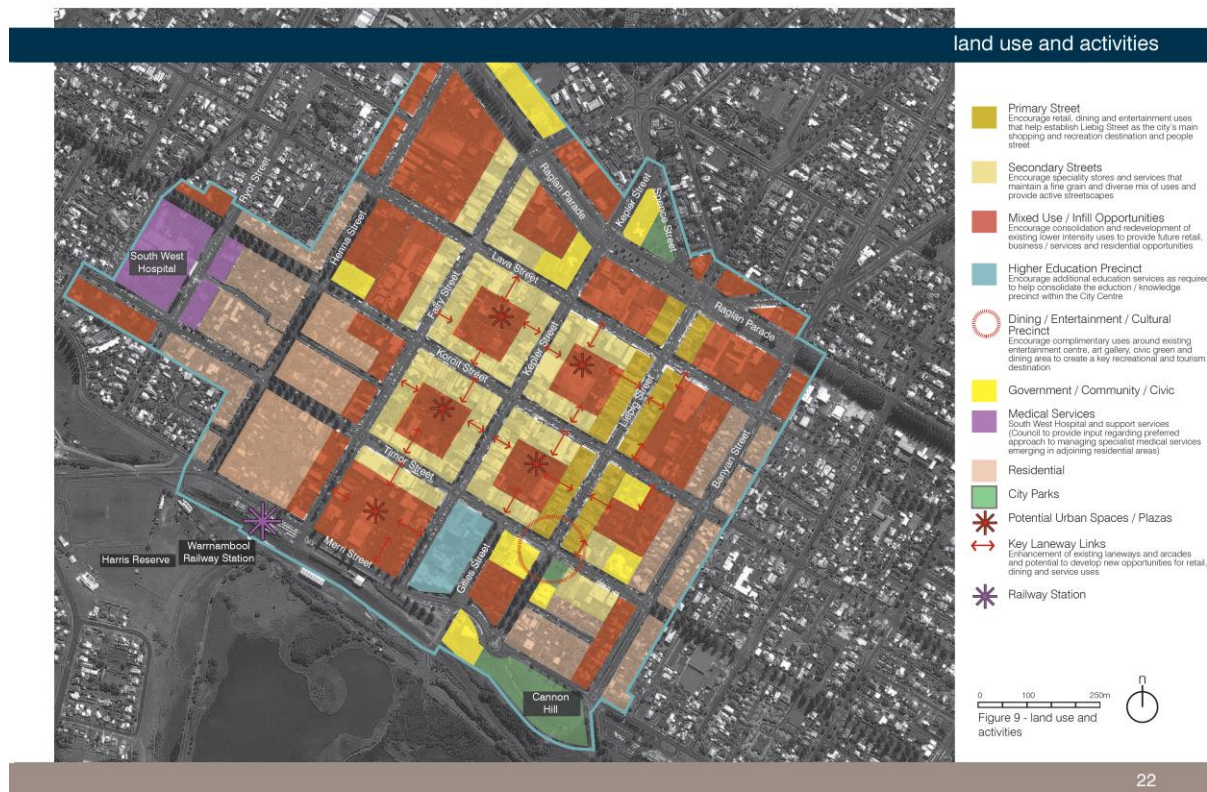 land use and activities
Primary Street
Encourage retail, dining and entertainment uses
that help establish Liebig Street as the city's main
shopping and recreation destination and people
street
Secondary Streets
Encourage speciality stores and services that
maintain a fine grain and diverse mix of uses and
provide active streetscapes
Mixed Use / Infill Opportunities
Encourage consolidation and redevelopment of
existing lower intensity uses to provide future retail,
business / services and residential opportunities
Higher Education Precinct
Encourage additional education services as required
to help consolidate the eduction / knowledge
precinct within the City Centre
Dining / Entertainment / Cultural
Precinct
Encourage complimentary uses around existing
entertainment centre, art gallery, civic green and
dining area to create a key recreational and tourism
destination
Government / Community / Civic
Medical Services
South West Hospital and support services
(Council to provide input regarding preferred
approach to managing specialist medical services
emerging in adjoining residential areas)
Residential
City Parks
Potential Urban Spaces / Plazas
Key Laneway Links
Enhancement of existing laneways and arcades
and potential to develop new opportunities for retail,
dining and service uses
Railway Station
0 100 250m
n
Figure 9 - land use and
activities
Ryot Street
Raglan Parade
Kepler Street
Spence Street
South West
Hospital
Henna Street
Lava Street
Fairy Street
Raglan Parade
Kepler Street
Koroit Street
Liebig Street
Banyan Street
Timor Street
Merri Street
Gilles Street
Harris Reserve
Warrnambool
Railway Station
Cannon
Hill
22